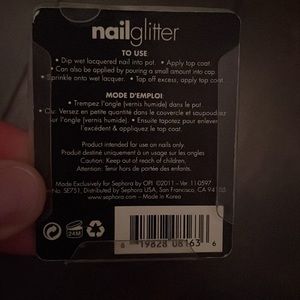 nailglitter
TO USE
• Dip wet lacquered nail into pot. • Apply top coat.
• Can also be applied by pouring a small amount into cap.
• Sprinkle onto wet lacquer. • Tap off excess, apply top coat.
MODE D'EMPLOI:
• Trempez l'ongle (vernis humide) dans le pot.
• Ou: Versez en petite quantité dans le couvercle et saupoudrez
sur l'ongle (vernis humide). • Ensuite tapotez pour enlever
l'excédent & appliquez le top coat.
Product intended for use on nails only.
Produit destiné uniquement à un usage sur les ongles
Caution: Keep out of reach of children.
Attention: Tenir hors de portée des enfants.
Made Exclusively for Sephora by OPI ©2011 - Ver 110597
No. SE751, Distributed by Sephora USA, San Francisco, CA 94105
www.sephora.com - Made in Korea
24M
8 19828 08163 6